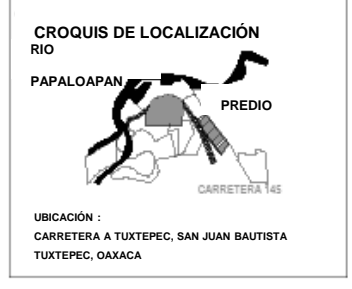 CROQUIS DE LOCALIZACIÓN
RIO
PAPALOAPAN
PREDIO
CARRETERA 145
UBICACIÓN :
CARRETERA A TUXTEPEC, SAN JUAN BAUTISTA
TUXTEPEC, OAXACA